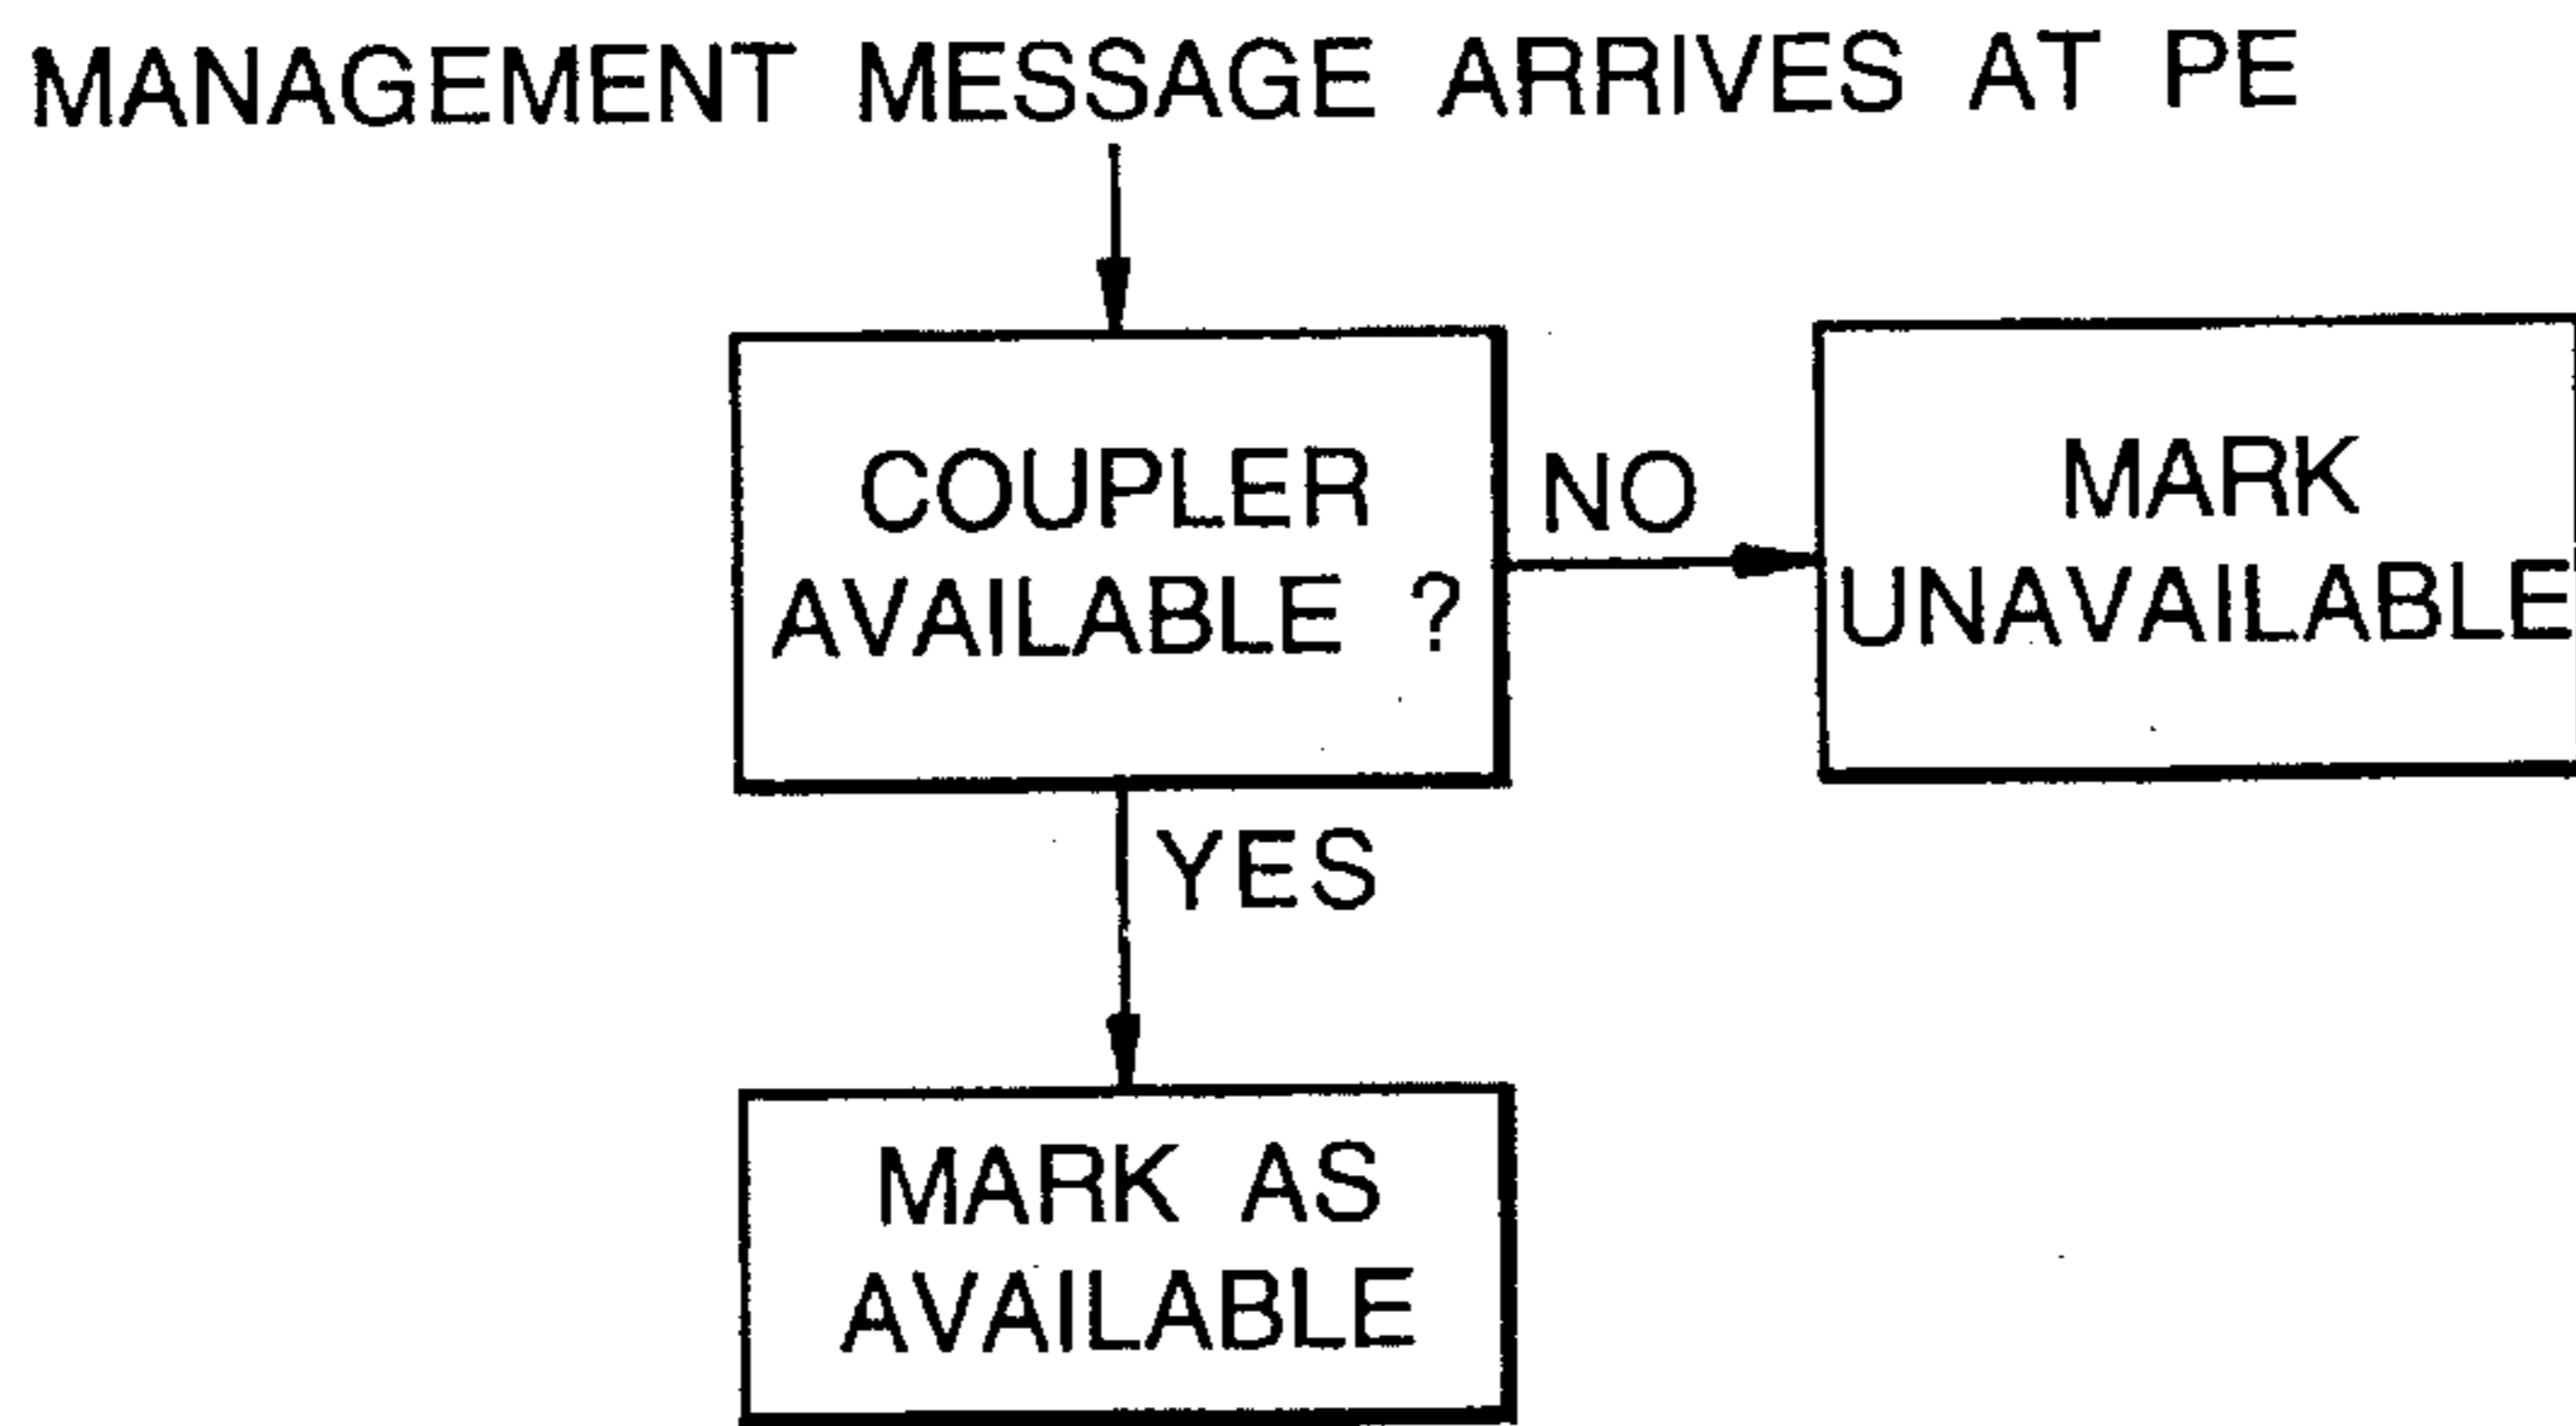 MANAGEMENT MESSAGE ARRIVES AT PE
COUPLER
AVAILABLE ?
NO
MARK
UNAVAILABLE
YES
MARK AS
AVAILABLE